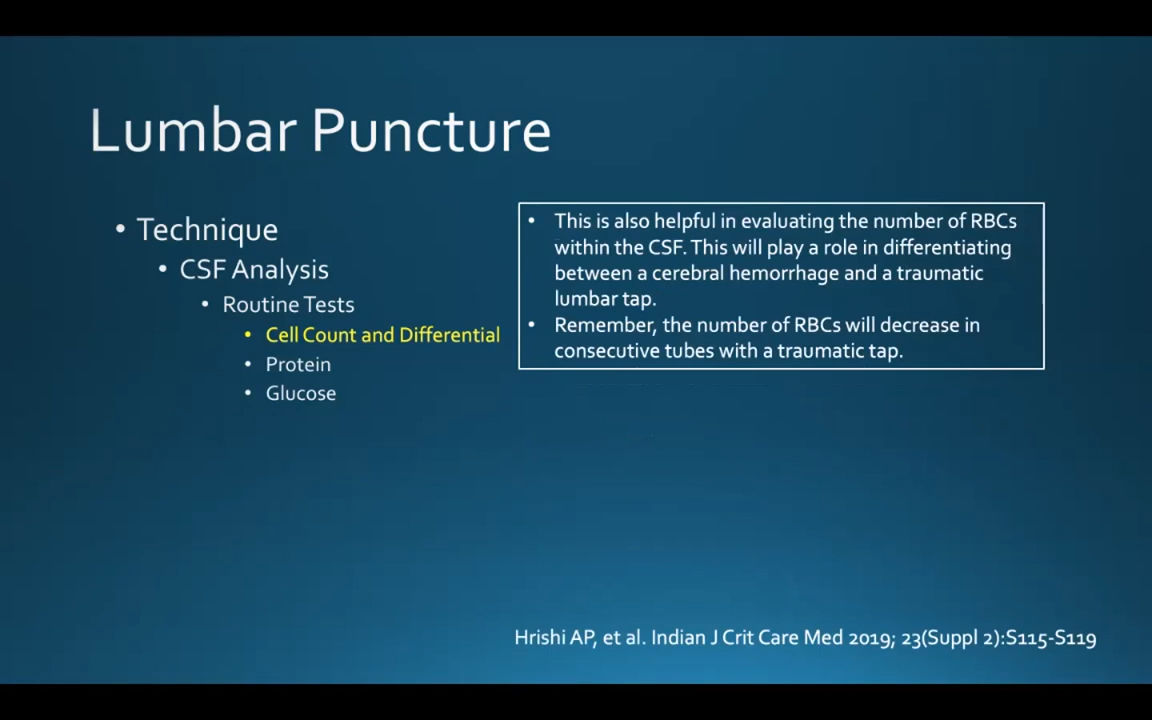 Lumbar Puncture
• Technique
• CSF Analysis
• Routine Tests
• Cell Count and Differential
• Protein
• Glucose
• This is also helpful in evaluating the number of RBCs
within the CSF. This will play a role in differentiating
between a cerebral hemorrhage and a traumatic
lumbar tap.
• Remember, the number of RBCs will decrease in
consecutive tubes with a traumatic tap.
Hrishi AP, et al. Indian J Crit Care Med 2019; 23(Suppl 2):S115-S119